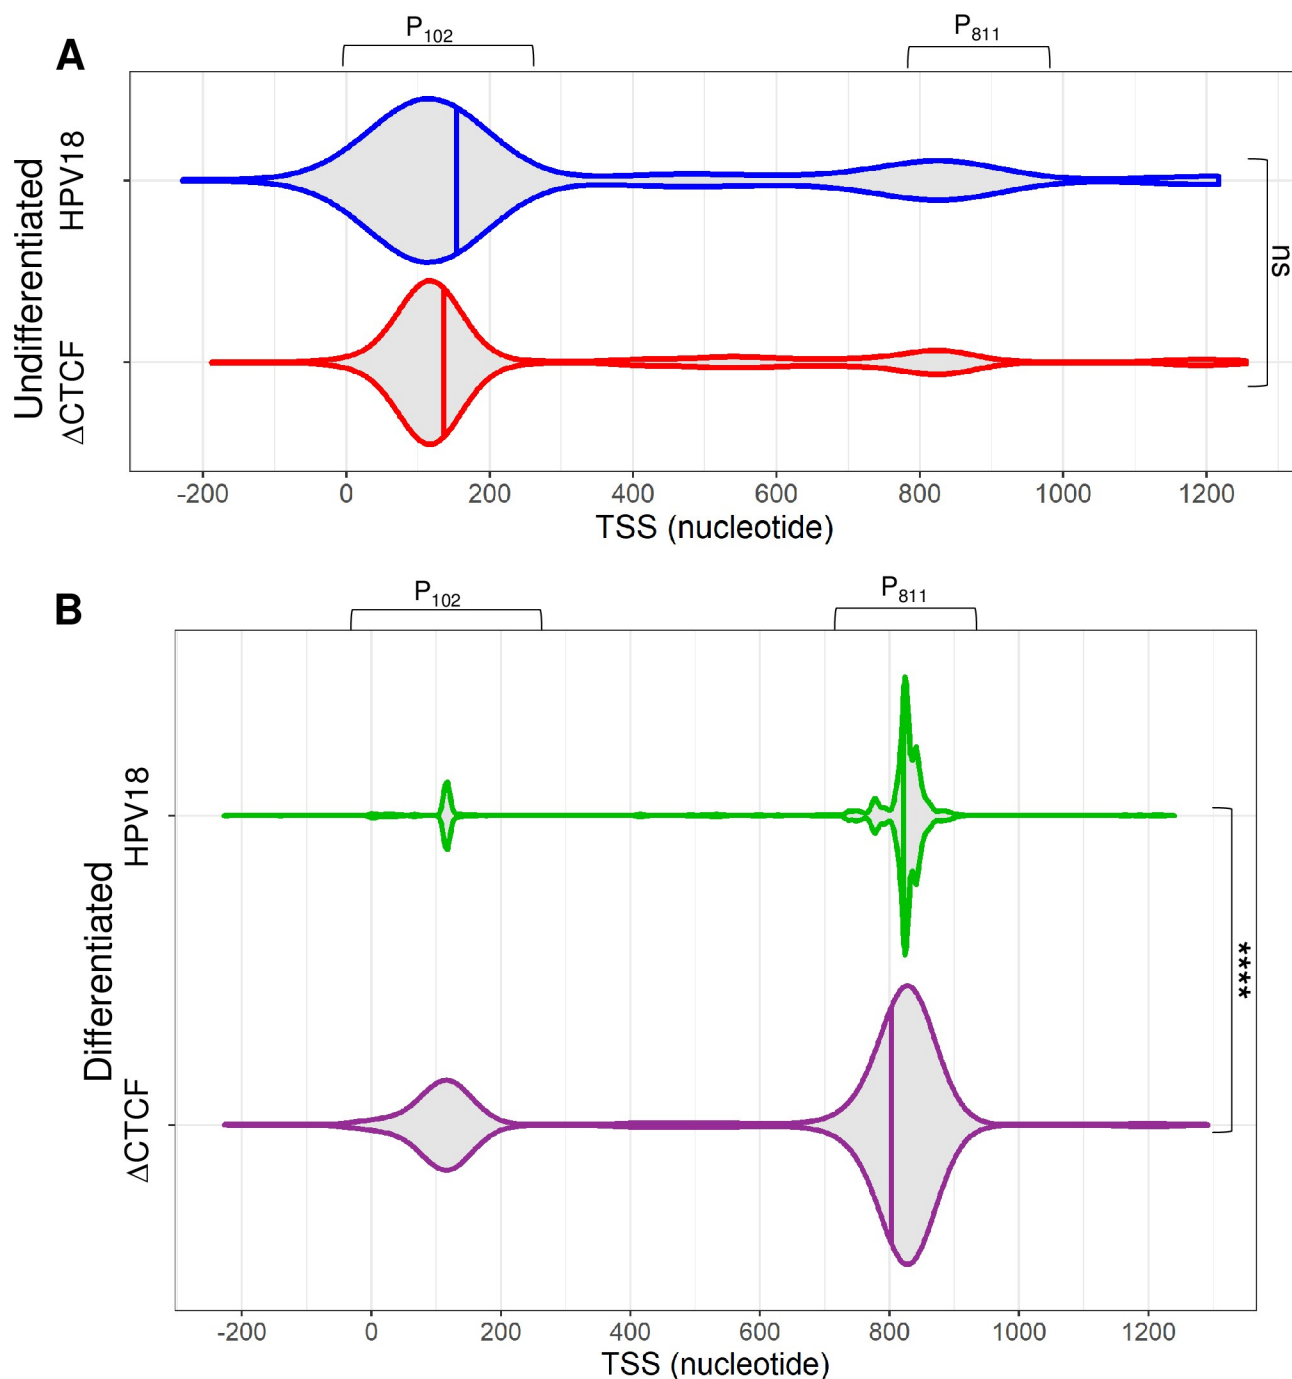 A
P102
P811
Undifferentiated
HPV18
ΔCTCF
ns
-200 0 200 400 600 800 1000 1200
TSS (nucleotide)
B
P102
P811
Differentiated
HPV18
ΔCTCF
****
-200 0 200 400 600 800 1000 1200
TSS (nucleotide)